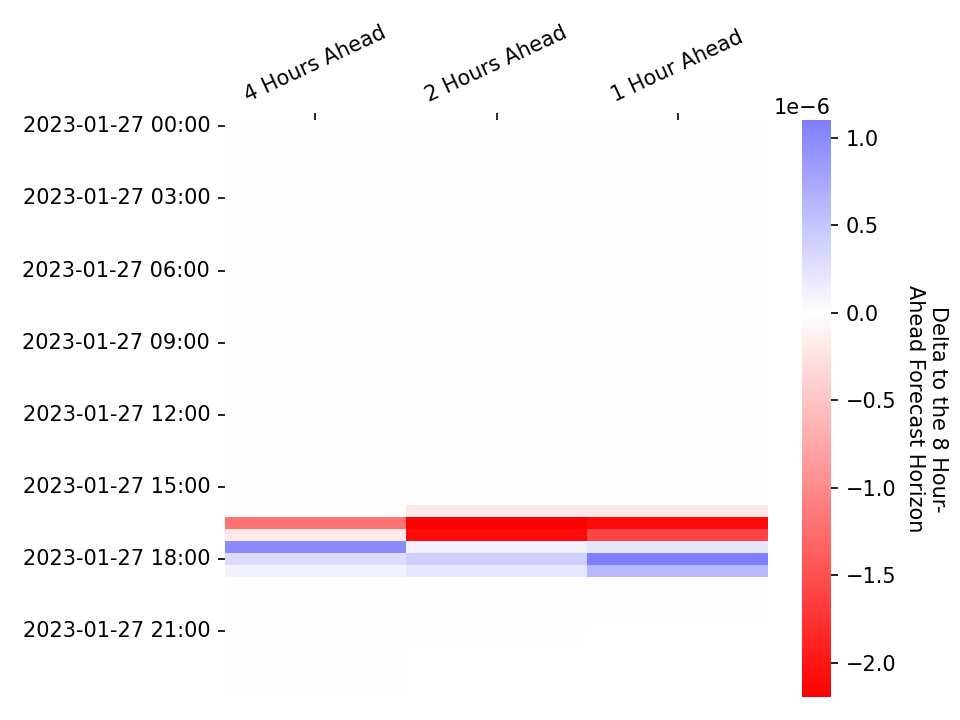 4 Hours Ahead
2 Hours Ahead
1 Hour Ahead
1e−6
2023-01-27 00:00
2023-01-27 03:00
2023-01-27 06:00
2023-01-27 09:00
2023-01-27 12:00
2023-01-27 15:00
2023-01-27 18:00
2023-01-27 21:00
1.0
0.5
0.0
−0.5
−1.0
−1.5
−2.0
Delta to the 8 Hour-
Ahead Forecast Horizon